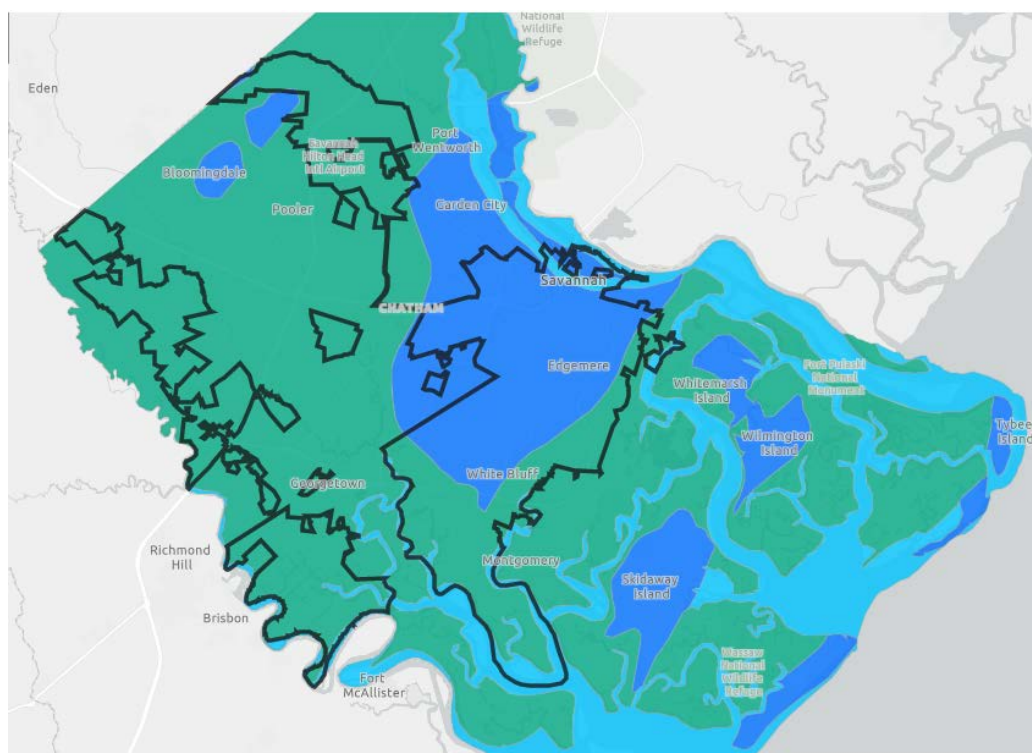 National
Wildlife
Refuge
Eden
Port
Wentworth
Savannah
Hilton Head
Intl Airport
Bloomingdale
Pooler
Garden City
Savannah
CHATHAM
Edgemere
Fort Pulaski
National
Monument
Whitemarsh
Island
Tybee
Island
Wilmington
Island
White Bluff
Georgetown
Richmond
Hill
Montgomery
Skidaway
Island
Brisbon
Wassaw
National
Wildlife
Refuge
Fort
McAllister